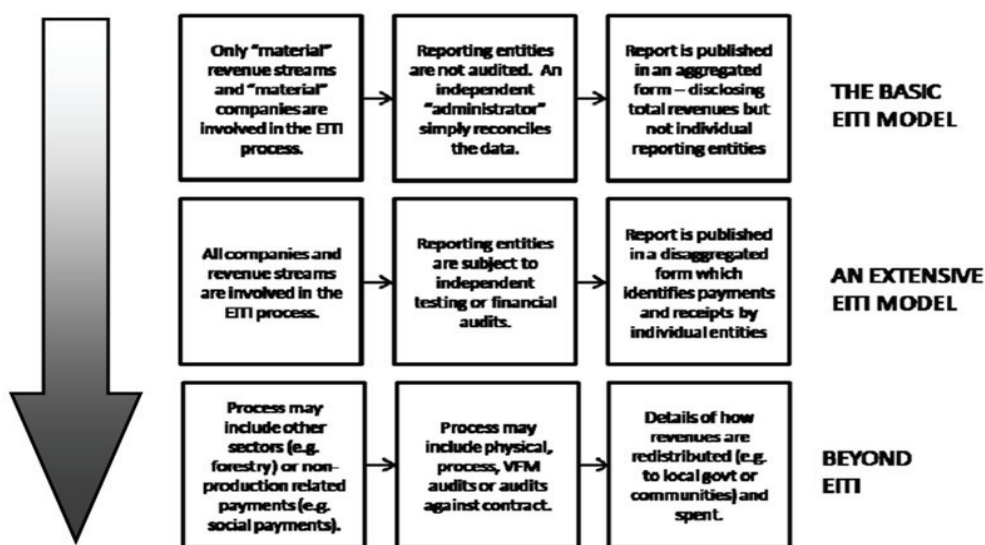 Only “material”
revenue streams
and “material”
companies are
involved in the EITI
process.
Reporting entities
are not audited. An
independent
“administrator”
simply reconciles
the data.
Report is published
in an aggregated
form – disclosing
total revenues but
not individual
reporting entities
THE BASIC
EITI MODEL
All companies and
revenue streams
are involved in the
EITI process.
Reporting entities
are subject to
independent
testing or financial
audits.
Report is published
in a disaggregated
form which
identifies payments
and receipts by
individual entities
AN EXTENSIVE
EITI MODEL
Process may
include other
sectors (e.g.
forestry) or non-
production related
payments (e.g.
social payments).
Process may
include physical,
process, VFM
audits or audits
against contract.
Details of how
revenues are
redistributed (e.g.
to local govt or
communities) and
spent.
BEYOND
EITI